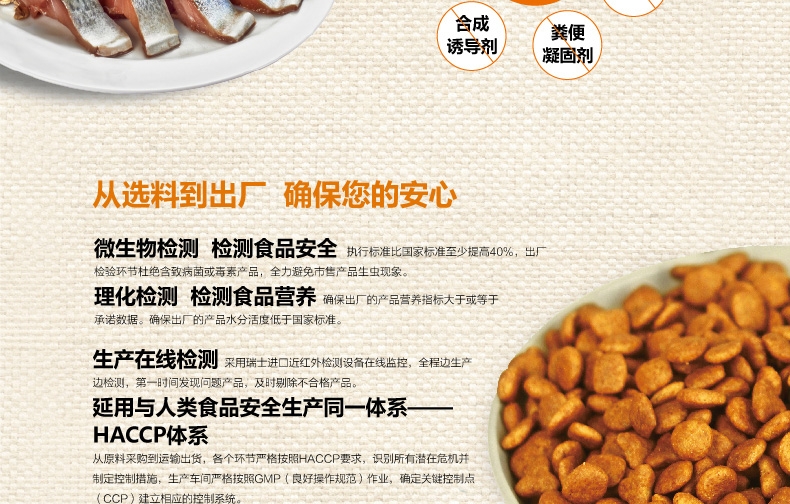 合成
诱导剂
粪便
凝固剂
从选料到出厂 确保您的安心
微生物检测 检测食品安全 执行标准比国家标准至少提高40%，出厂
检验环节杜绝含致病菌或毒素产品，全力避免市售产品生虫现象。
理化检测 检测食品营养 确保出厂的产品营养指标大于或等于
承诺数据。确保出厂的产品水分活度低于国家标准。
生产在线检测 采用瑞士进口近红外检测设备在线监控，全程边生产
边检测，第一时间发现问题产品，及时剔除不合格产品。
延用与人类食品安全生产同一体系——
HACCP体系
从原料采购到运输出货，各个环节严格按照HACCP要求，识别所有潜在危机并
制定控制措施，生产车间严格按照GMP（良好操作规范）作业，确定关键控制点
（CCP）建立相应的控制系统。